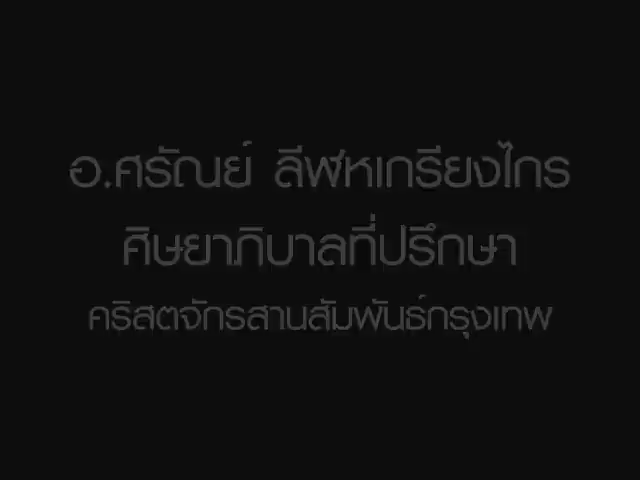 อ.ศรัณย์ ลีฬหเกรียงไกร
ศิษยาภิบาลที่ปรึกษา
คริสตจักรสานสัมพันธ์กรุงเทพ